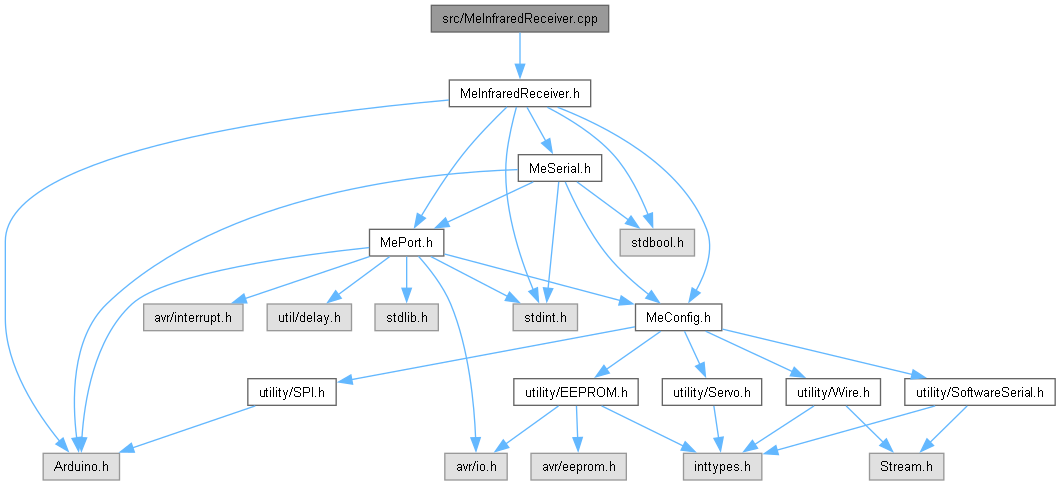 src/MeInfraredReceiver.cpp
MeInfraredReceiver.h
MeSerial.h
stdbool.h
MePort.h
avr/interrupt.h
util/delay.h
stdlib.h
stdint.h
MeConfig.h
utility/SPI.h
utility/EEPROM.h
utility/Servo.h
utility/Wire.h
utility/SoftwareSerial.h
Arduino.h
avr/io.h
avr/eeprom.h
inttypes.h
Stream.h